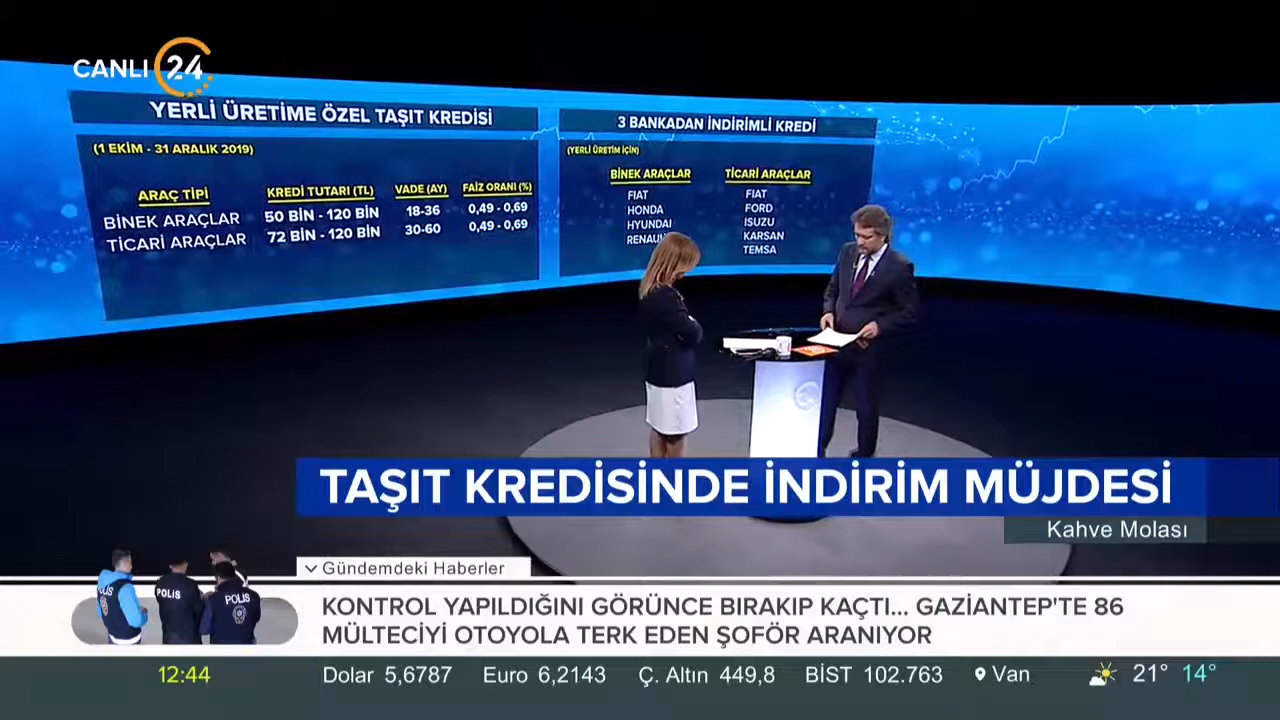 CANLI 24
YERLİ ÜRETİME ÖZEL TAŞIT KREDİSİ
(1 EKİM - 31 ARALIK 2019)
ARAÇ TİPİ KREDİ TUTARI (TL) VADE (AY) FAİZ ORANI (%)
BİNEK ARAÇLAR 50 BİN - 120 BİN 18-36 0,49 - 0,69
TİCARİ ARAÇLAR 72 BİN - 120 BİN 30-60 0,49 - 0,69
3 BANKADAN İNDİRİMLİ KREDİ
(YERLİ ÜRETİM İÇİN)
BİNEK ARAÇLAR TİCARİ ARAÇLAR
FIAT FIAT
HONDA FORD
HYUNDAI ISUZU
RENAULT KARSAN
TEMSA
TAŞIT KREDİSİNDE İNDİRİM MÜJDESİ
Kahve Molası
Gündemdeki Haberler
POLİS
POLIS
POLİS
KONTROL YAPILDIĞINI GÖRÜNCE BIRAKIP KAÇTI... GAZİANTEP'TE 86
MÜLTECİYİ OTOYOLA TERK EDEN ŞOFÖR ARANIYOR
12:44 Dolar 5,6787 Euro 6,2143 Ç. Altın 449,8 BİST 102.763 Van 21° 14°